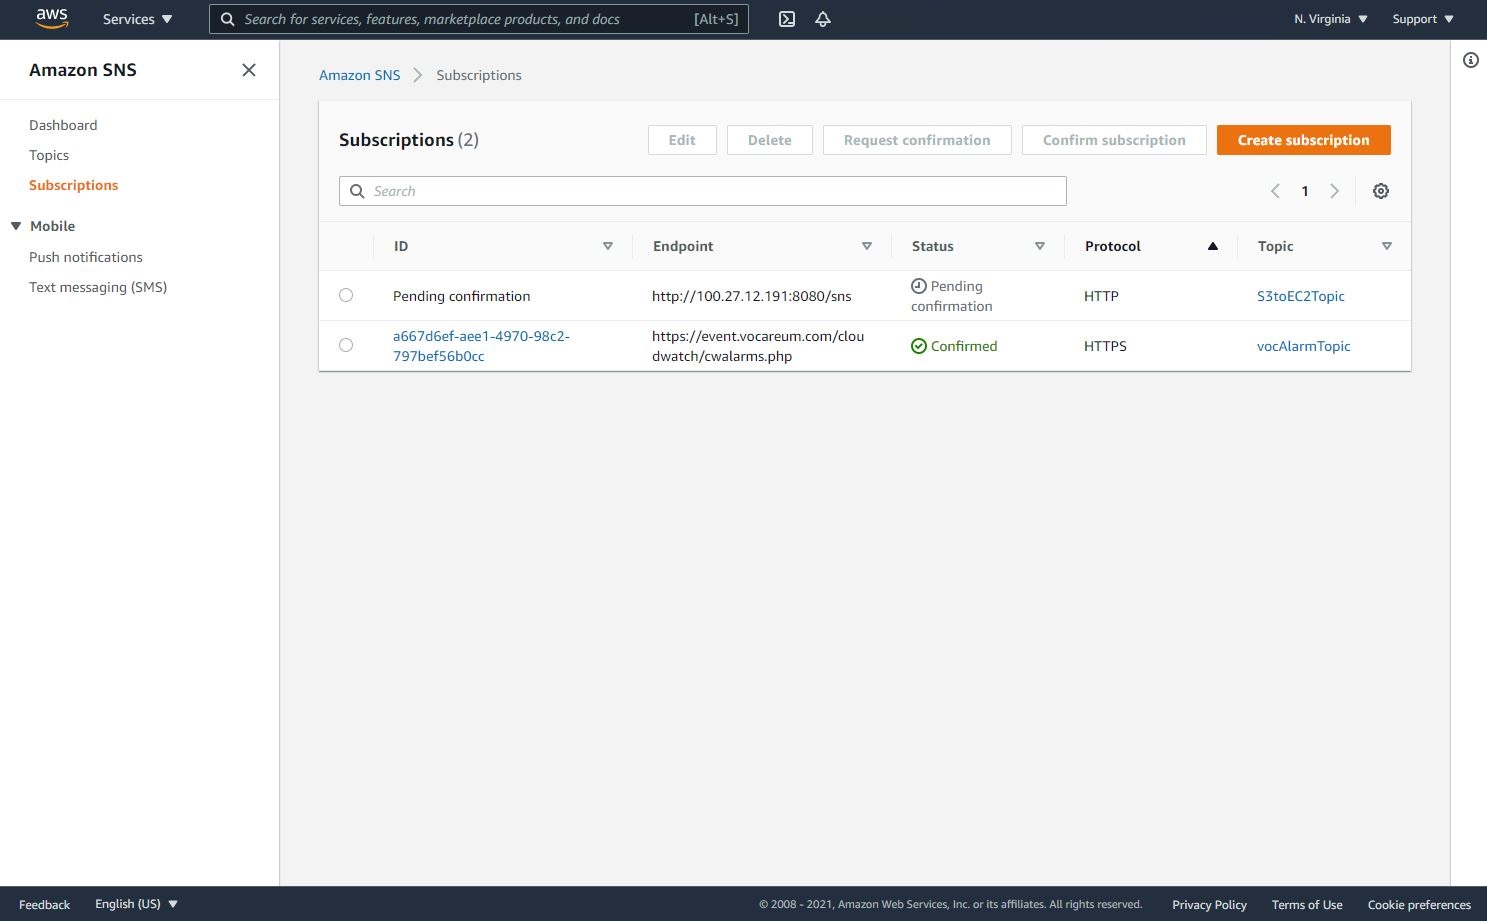 aws
Services
Search for services, features, marketplace products, and docs
[Alt+S]
N. Virginia
Support
Amazon SNS
Dashboard
Topics
Subscriptions
Mobile
Push notifications
Text messaging (SMS)
Amazon SNS
Subscriptions
Subscriptions (2)
Edit
Delete
Request confirmation
Confirm subscription
Create subscription
Search
1
ID
Endpoint
Status
Protocol
Topic
Pending confirmation
http://100.27.12.191:8080/sns
Pending
confirmation
HTTP
S3toEC2Topic
a667d6ef-aee1-4970-98c2-
797bef56b0cc
https://event.vocareum.com/clou
dwatch/cwalarms.php
Confirmed
HTTPS
vocAlarmTopic
Feedback
English (US)
© 2008 - 2021, Amazon Web Services, Inc. or its affiliates. All rights reserved.
Privacy Policy
Terms of Use
Cookie preferences